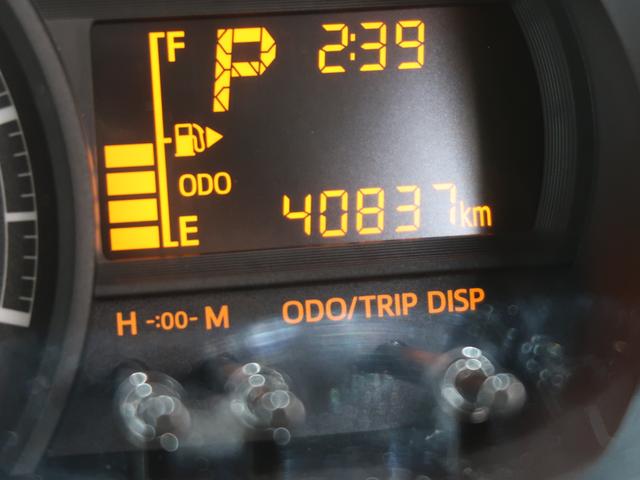 F
P
2:39
ODO
E
40837km
H -:00- M
ODO/TRIP DISP